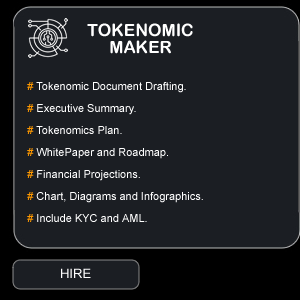 TOKENOMIC
MAKER
# Tokenomic Document Drafting.
# Executive Summary.
# Tokenomics Plan.
# WhitePaper and Roadmap.
# Financial Projections.
# Chart, Diagrams and Infographics.
# Include KYC and AML.
HIRE